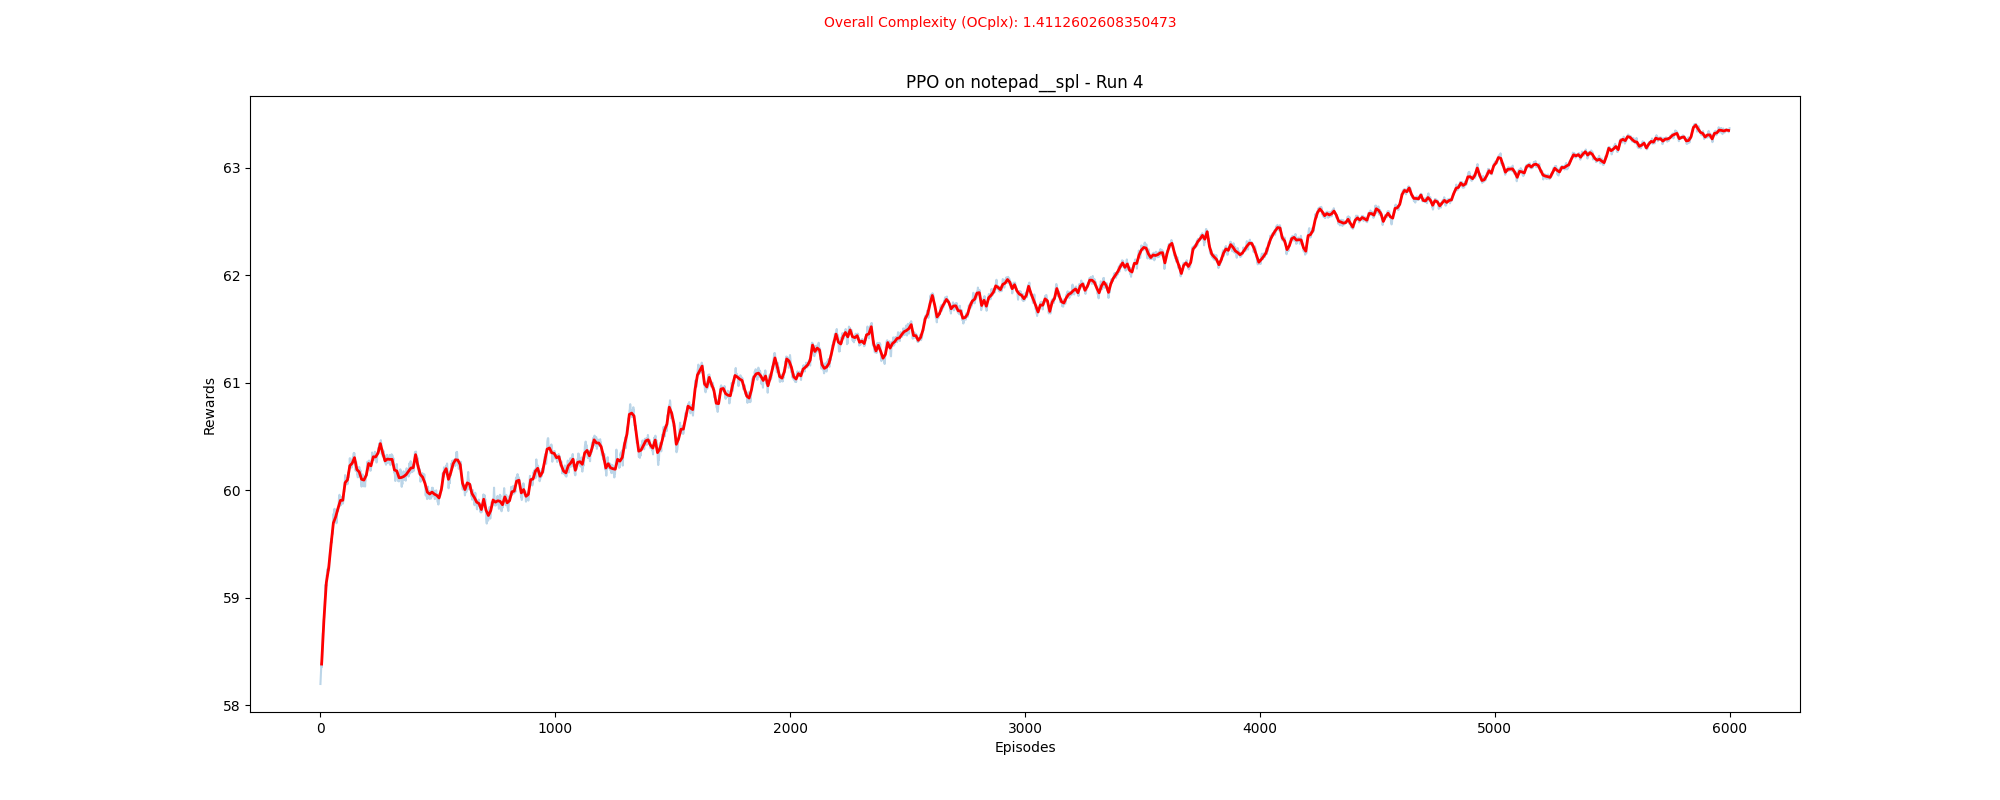 Overall Complexity (OCplx): 1.4112602608350473
PPO on notepad__spl - Run 4
Rewards
63
62
61
60
59
58
0 1000 2000 3000 4000 5000 6000
Episodes